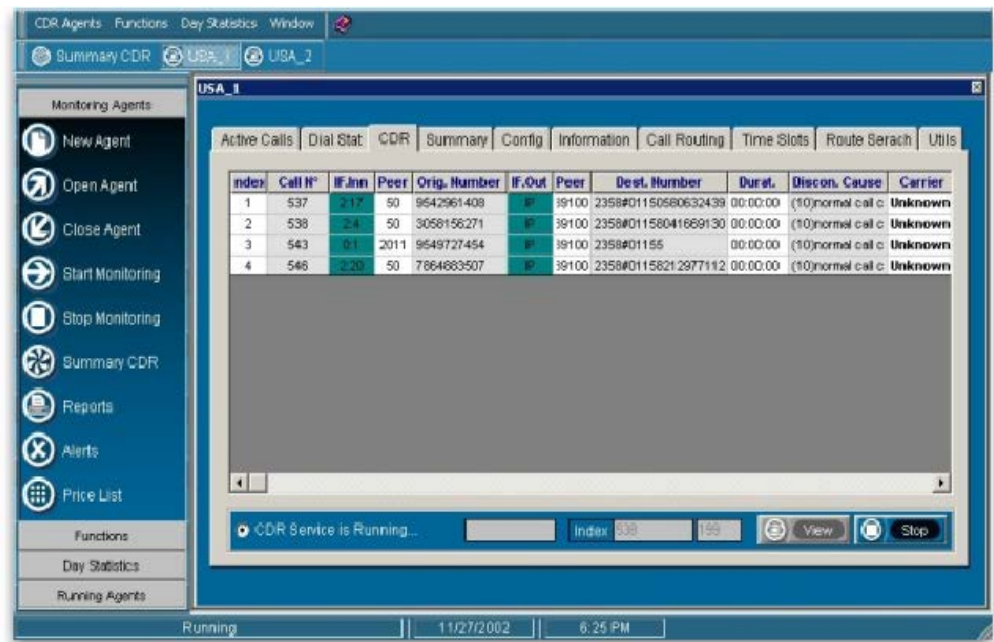 CDR Agents Functions Day Statistics Window
Summary CDR USA_1 USA_2
Monitoring Agents
New Agent
Open Agent
Close Agent
Start Monitoring
Stop Monitoring
Summary CDR
Reports
Alerts
Price List
Functions
Day Statistics
Running Agents
USA_1
Active Calls Dial Stat CDR Summary Config Information Call Routing Time Slots Route Serach Utils
Index Call N° IF.Inn Peer Orig. Number IF.Out Peer Dest. Number Durat. Discon. Cause Carrier
1 537 2:17 50 9542961408 IP 39100 2358#01150580632439 00:00:00 (10)normal call c Unknown
2 538 2:4 50 3058156271 IP 39100 2358#01158041669130 00:00:00 (10)normal call c Unknown
3 543 0:1 2011 9549727454 IP 39100 2358#01155 00:00:00 (10)normal call c Unknown
4 546 2:20 50 7864883507 IP 39100 2358#0115821297711​2 00:00:00 (10)normal call c Unknown
CDR Service is Running... Index 538 199 View Stop
Running 11/27/2002 6:25 PM